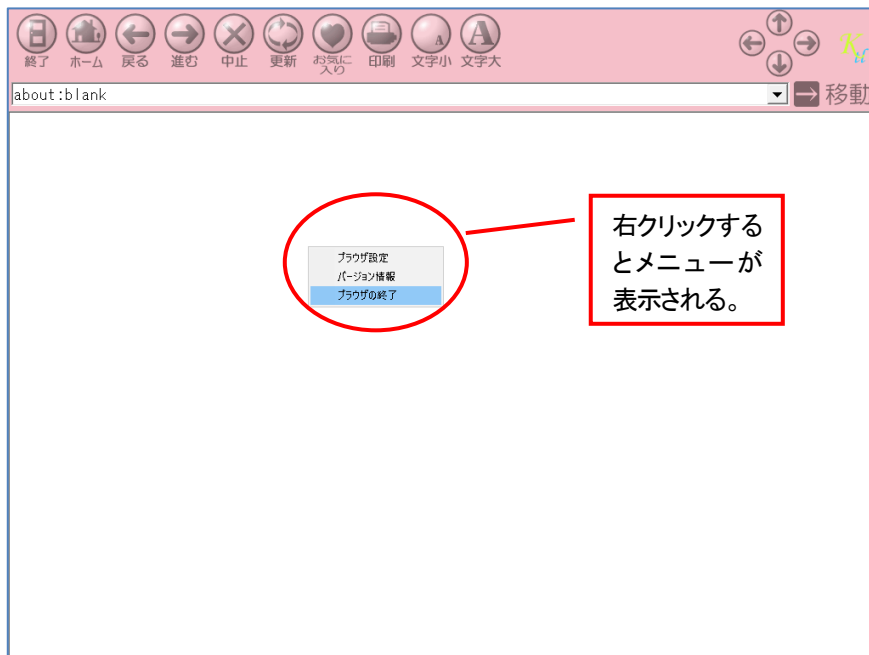 終了 ホーム 戻る 進む 中止 更新 お気に入り 印刷 文字小 文字大
about:blank
移動
ブラウザ設定
バージョン情報
ブラウザの終了
右クリックする
とメニューが
表示される。